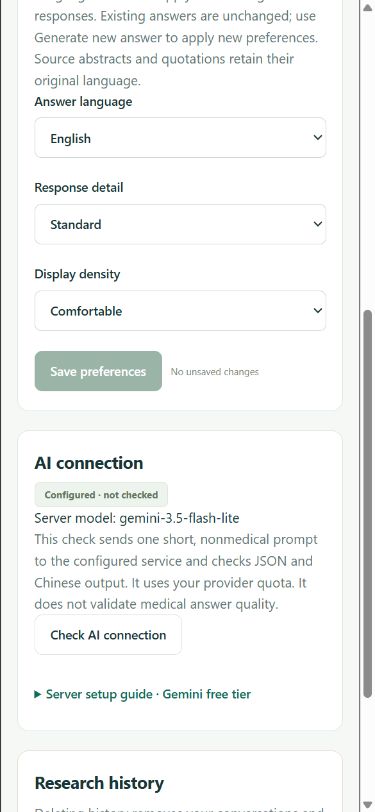 responses. Existing answers are unchanged; use
Generate new answer to apply new preferences.
Source abstracts and quotations retain their
original language.
Answer language
English
Response detail
Standard
Display density
Comfortable
Save preferences No unsaved changes
AI connection
Configured · not checked
Server model: gemini-3.5-flash-lite
This check sends one short, nonmedical prompt
to the configured service and checks JSON and
Chinese output. It uses your provider quota. It
does not validate medical answer quality.
Check AI connection
Server setup guide · Gemini free tier
Research history